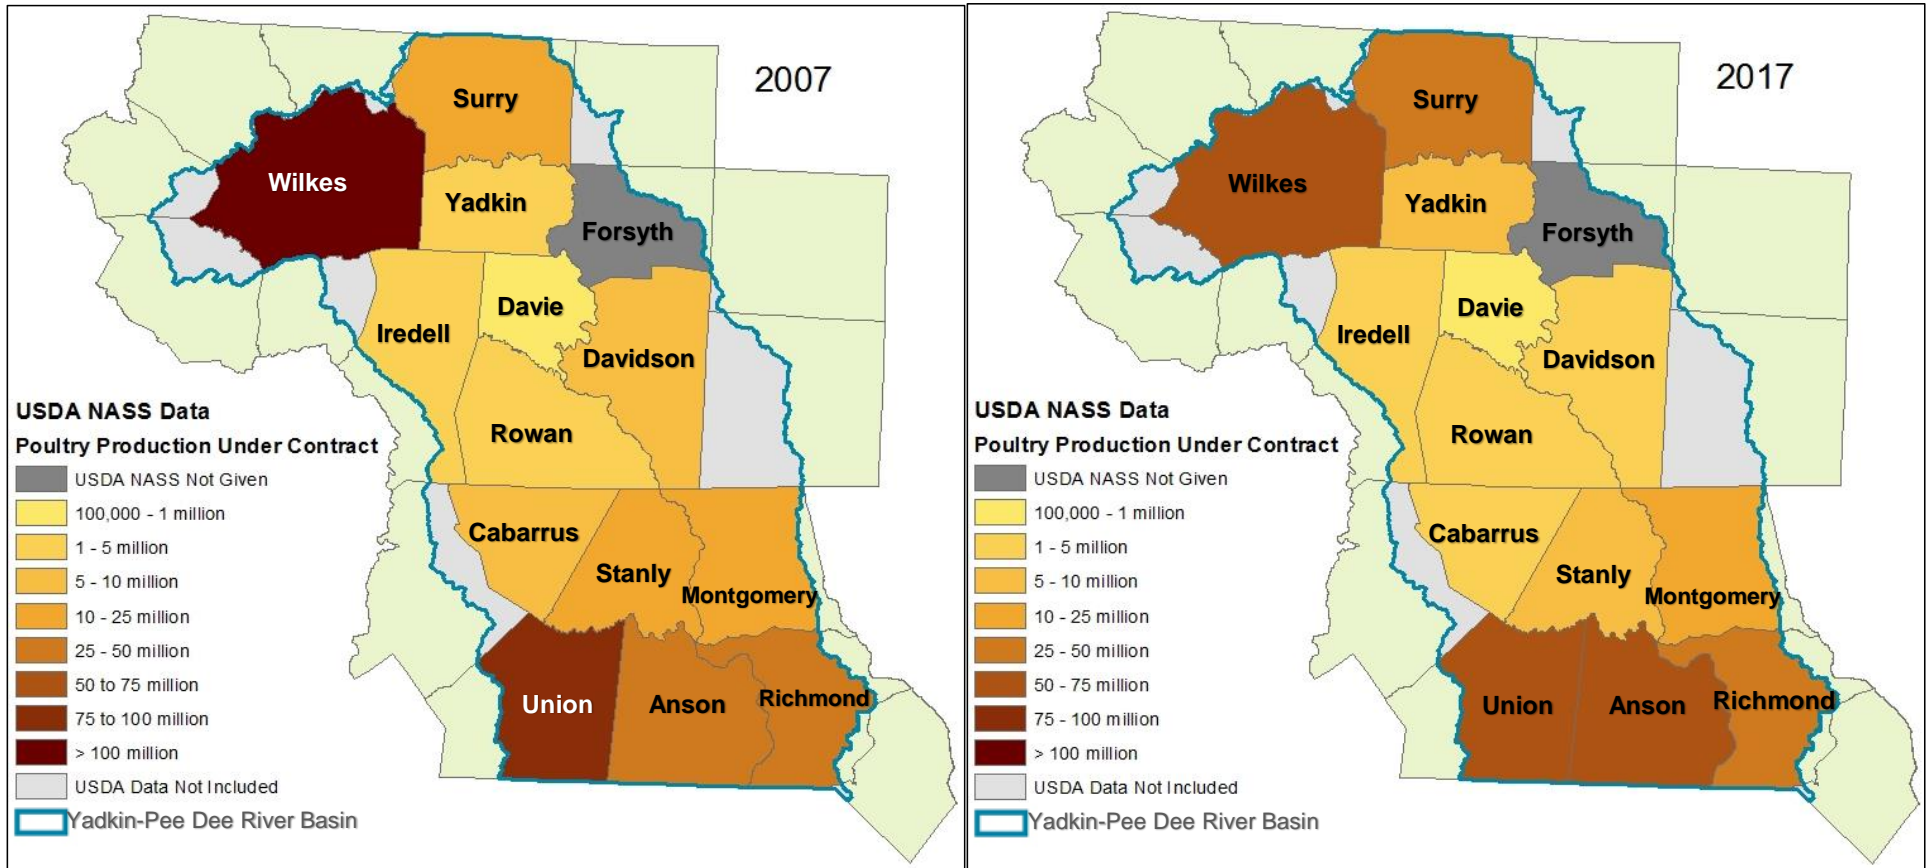 2007
Surry
Wilkes
Yadkin
Forsyth
Davie
Iredell
Davidson
Rowan
Cabarrus
Stanly
Montgomery
Union
Anson
Richmond
USDA NASS Data
Poultry Production Under Contract
USDA NASS Not Given
100,000 - 1 million
1 - 5 million
5 - 10 million
10 - 25 million
25 - 50 million
50 to 75 million
75 to 100 million
> 100 million
USDA Data Not Included
Yadkin-Pee Dee River Basin
2017
Surry
Wilkes
Yadkin
Forsyth
Davie
Iredell
Davidson
Rowan
Cabarrus
Stanly
Montgomery
Union
Anson
Richmond
USDA NASS Data
Poultry Production Under Contract
USDA NASS Not Given
100,000 - 1 million
1 - 5 million
5 - 10 million
10 - 25 million
25 - 50 million
50 - 75 million
75 - 100 million
> 100 million
USDA Data Not Included
Yadkin-Pee Dee River Basin